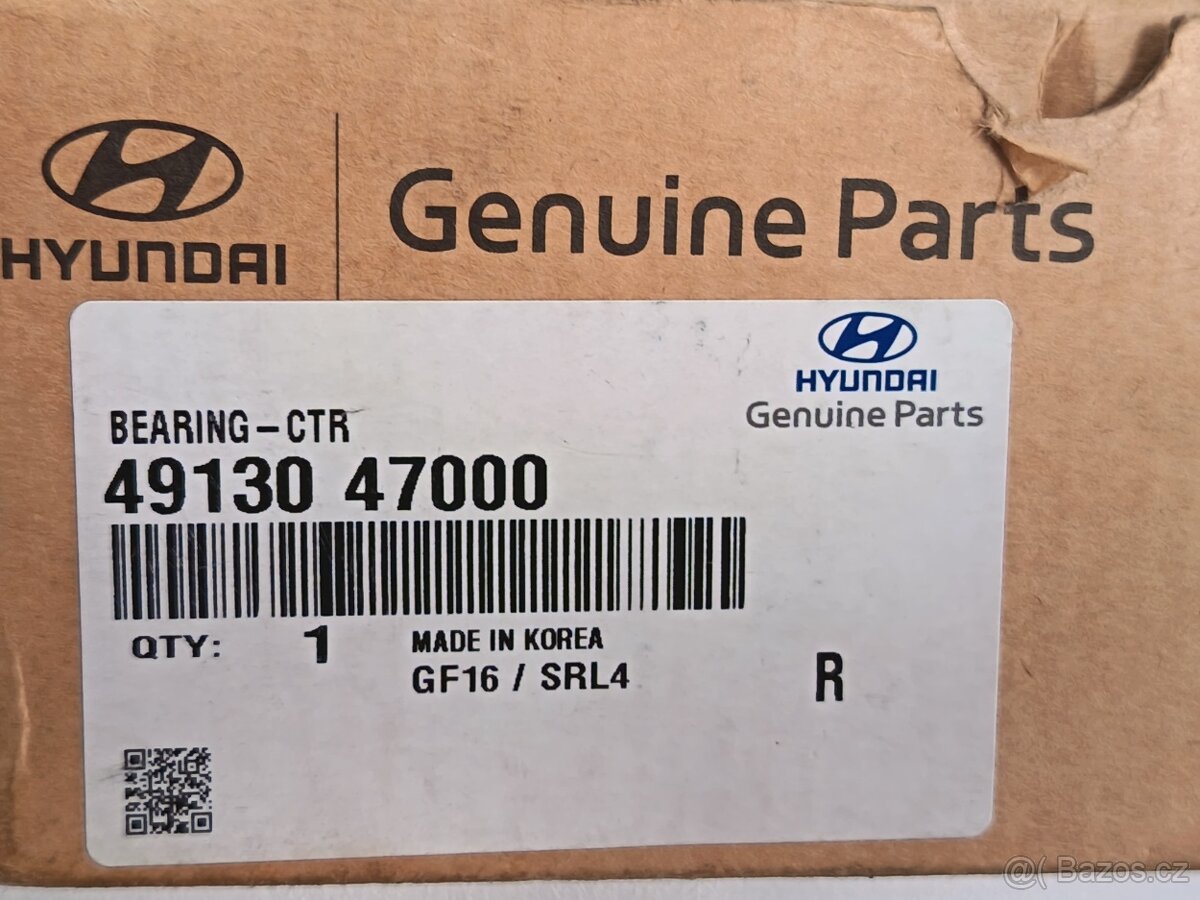 HYUNDAI
Genuine Parts
HYUNDAI
Genuine Parts
BEARING-CTR
49130 47000
QTY: 1
MADE IN KOREA
GF16 / SRL4
R
@( Bazos.cz